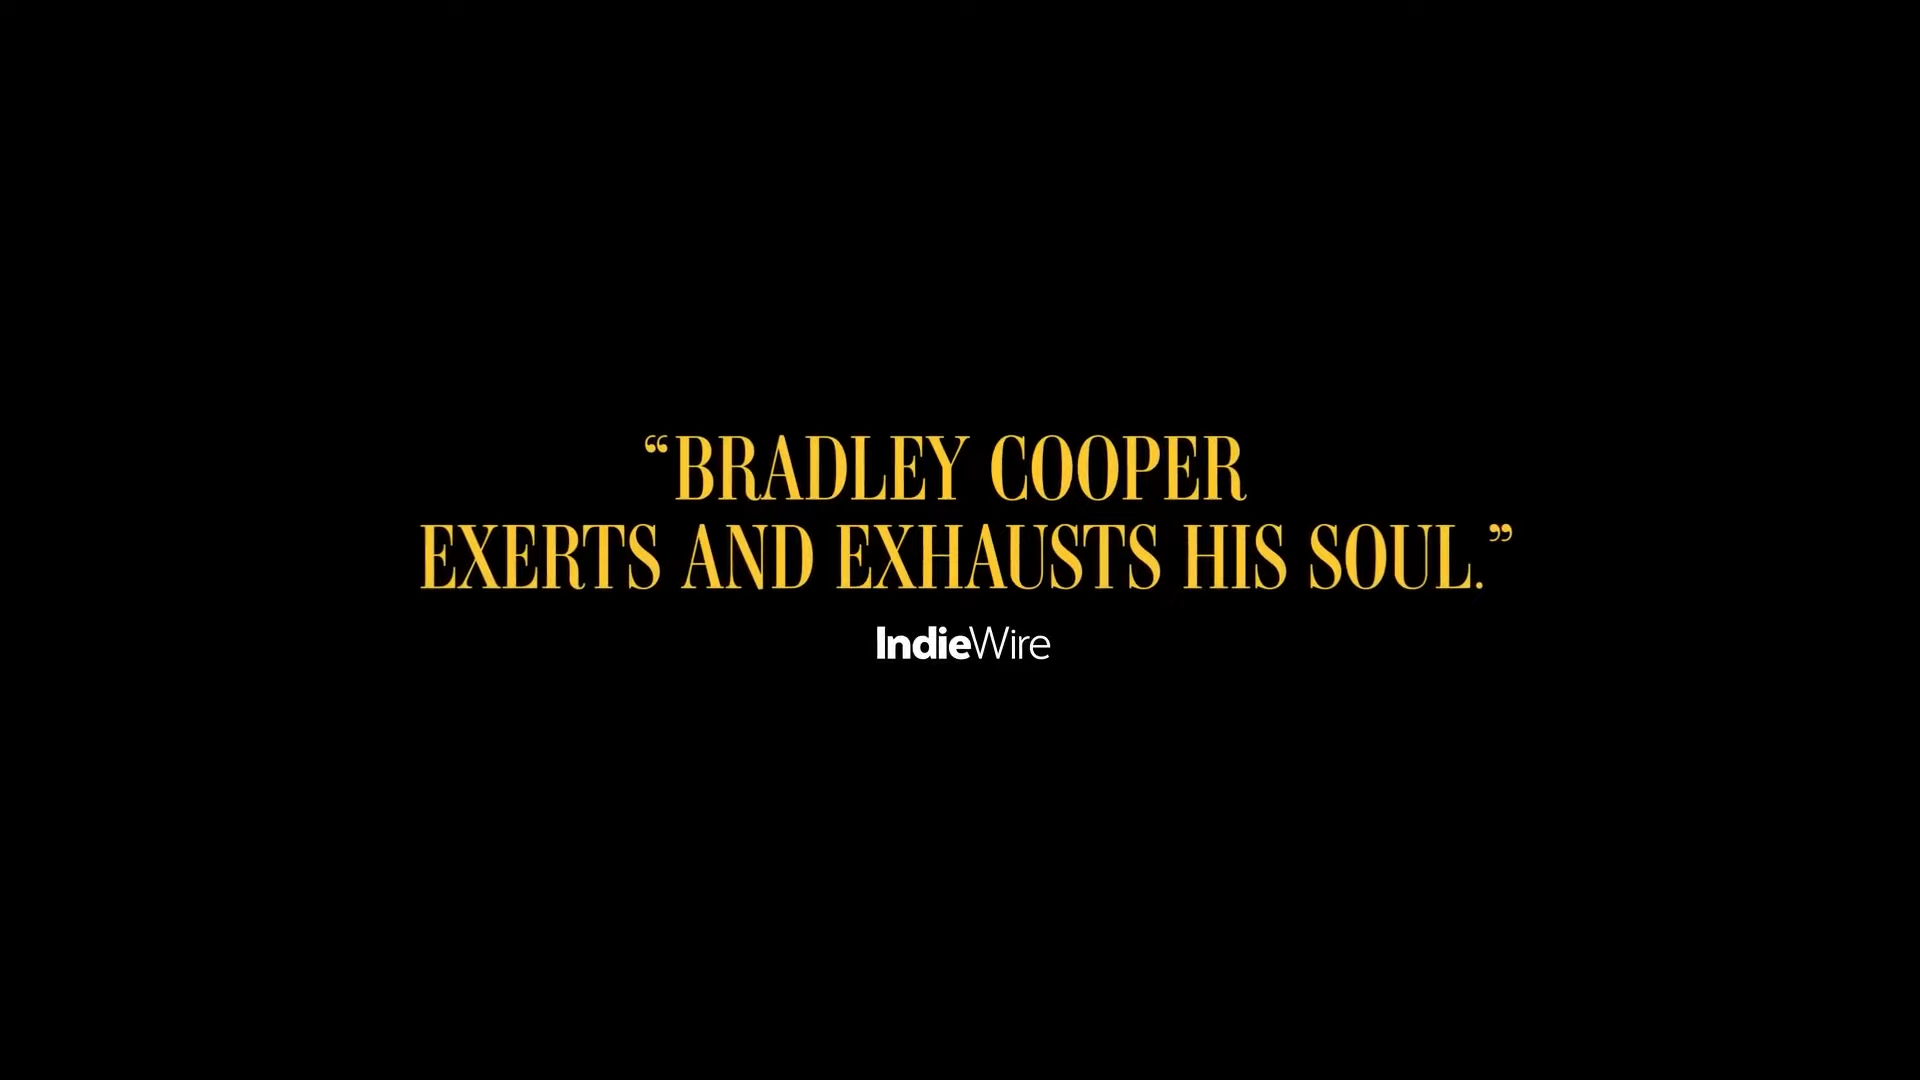 “BRADLEY COOPER
EXERTS AND EXHAUSTS HIS SOUL.”
IndieWire